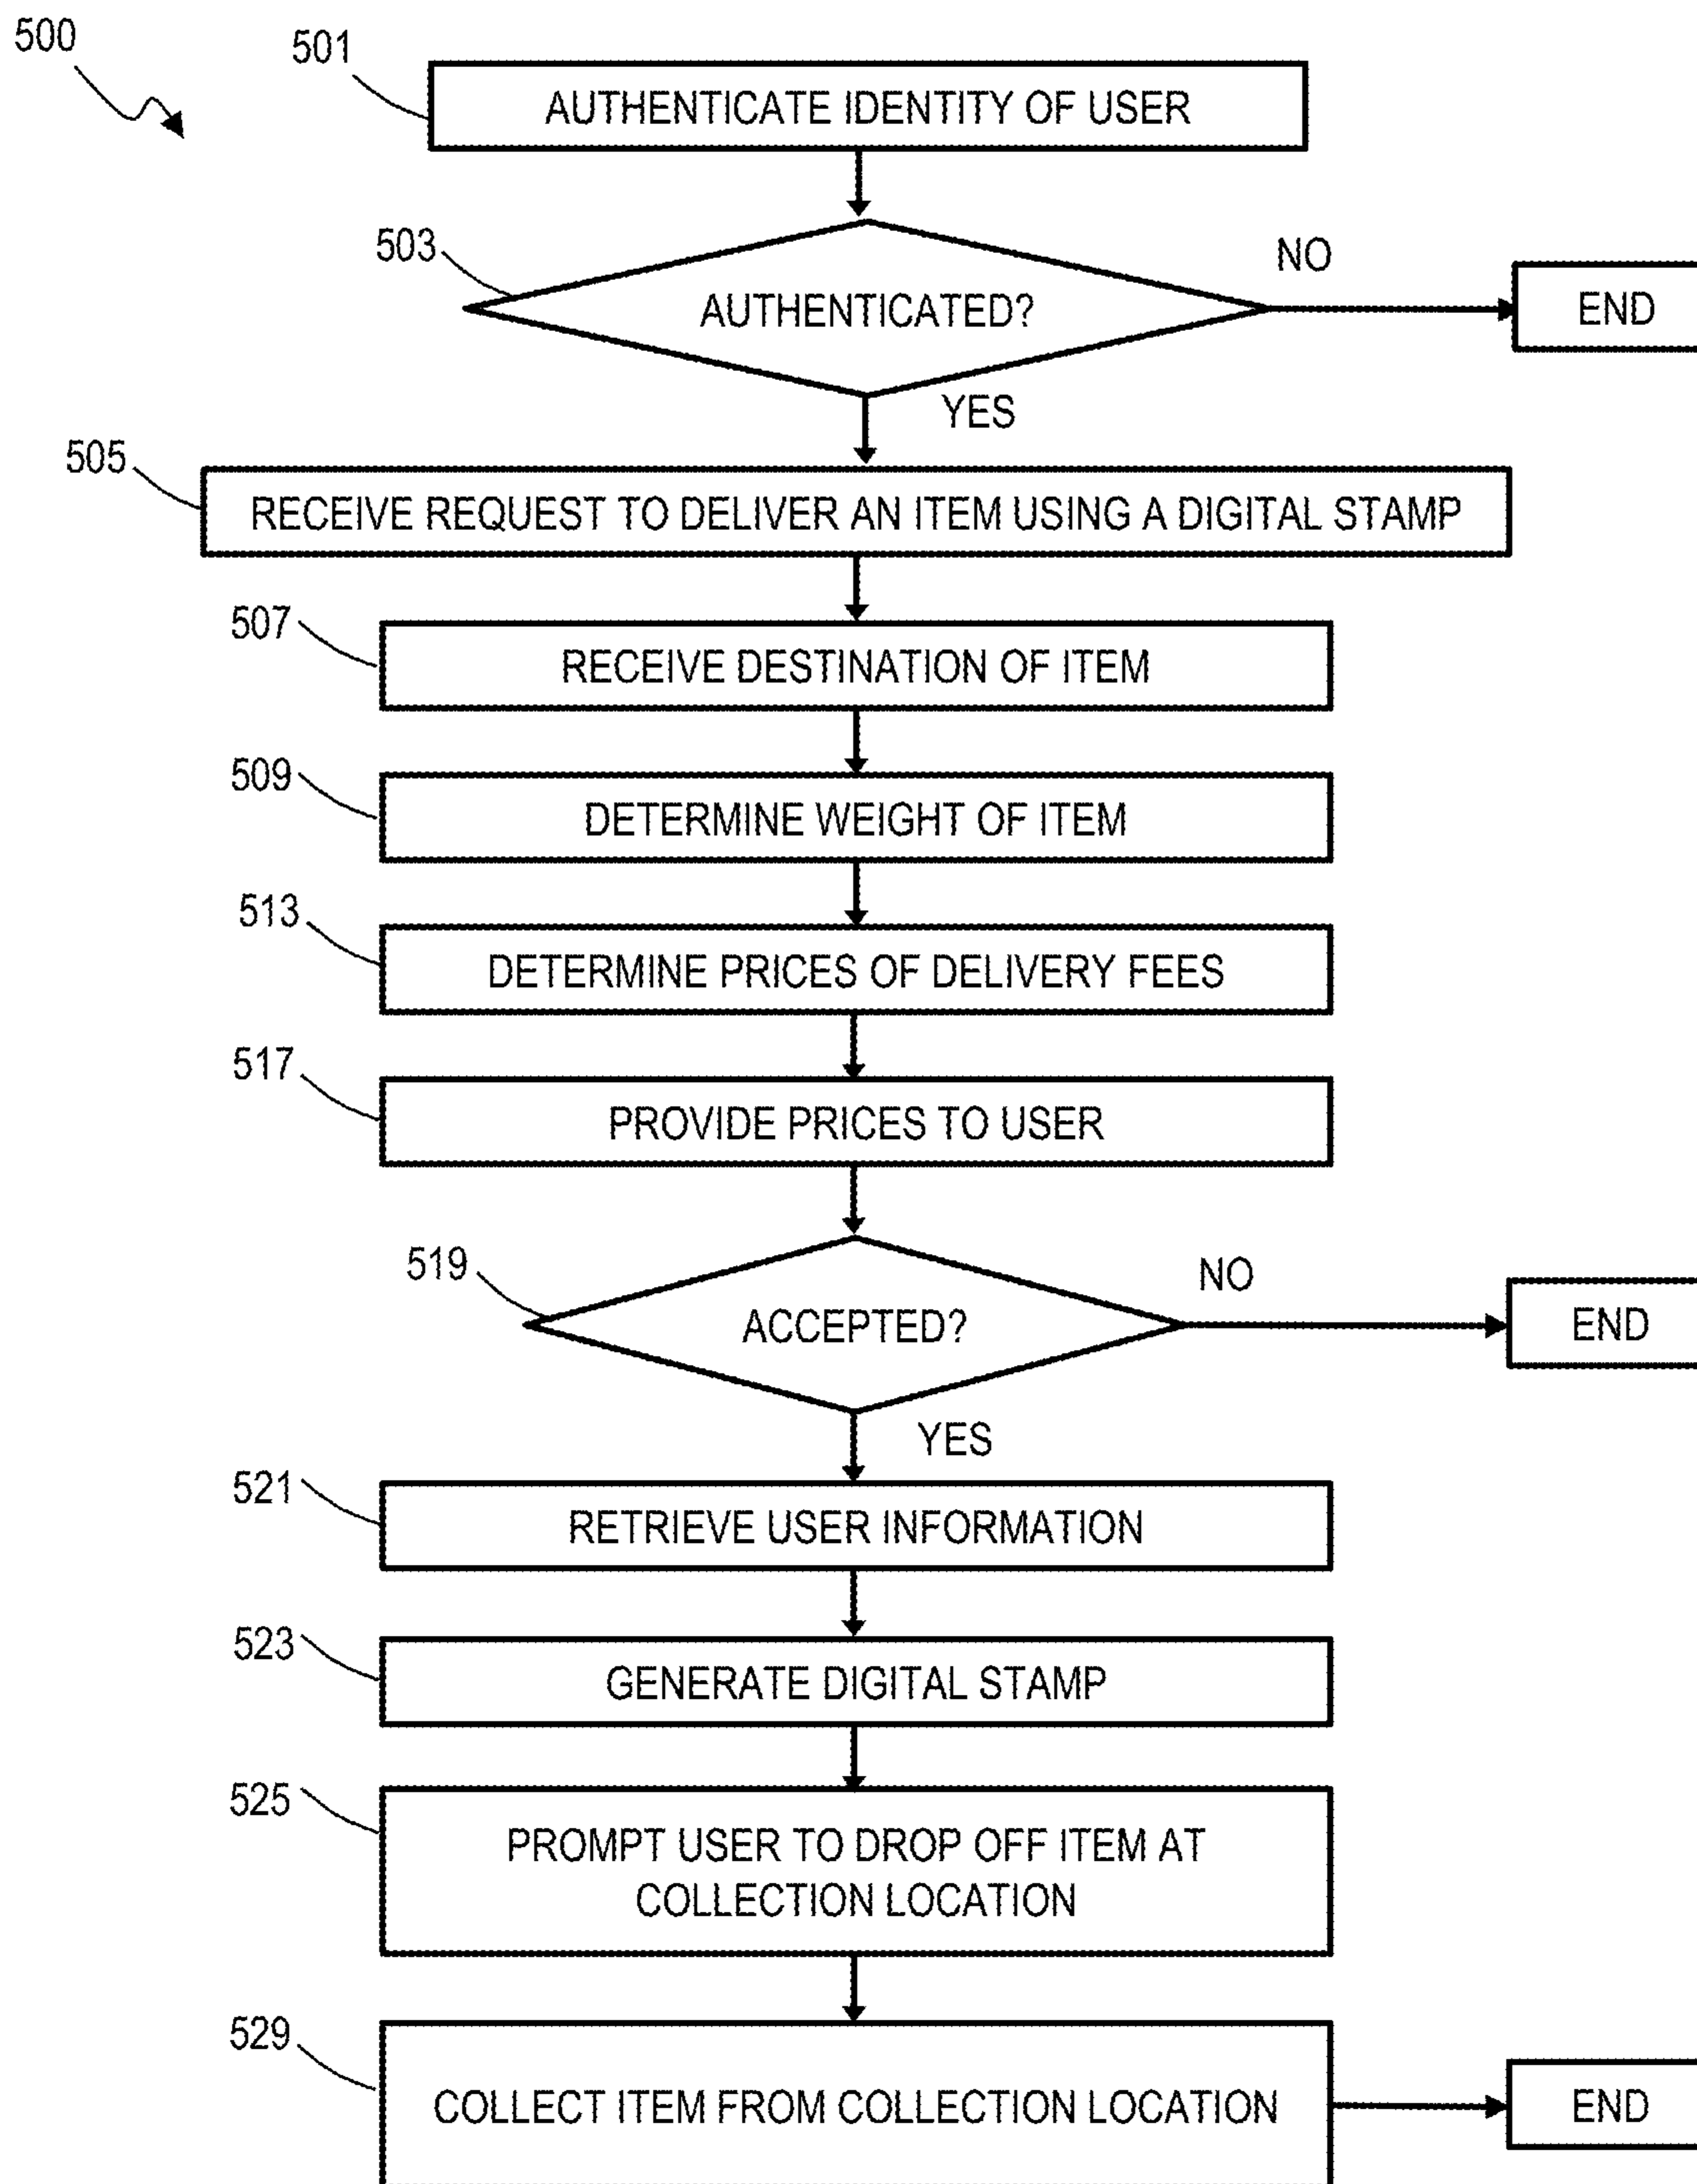 500
501
AUTHENTICATE IDENTITY OF USER
503
AUTHENTICATED?
NO
END
YES
505
RECEIVE REQUEST TO DELIVER AN ITEM USING A DIGITAL STAMP
507
RECEIVE DESTINATION OF ITEM
509
DETERMINE WEIGHT OF ITEM
513
DETERMINE PRICES OF DELIVERY FEES
517
PROVIDE PRICES TO USER
519
ACCEPTED?
NO
END
YES
521
RETRIEVE USER INFORMATION
523
GENERATE DIGITAL STAMP
525
PROMPT USER TO DROP OFF ITEM AT
COLLECTION LOCATION
529
COLLECT ITEM FROM COLLECTION LOCATION
END